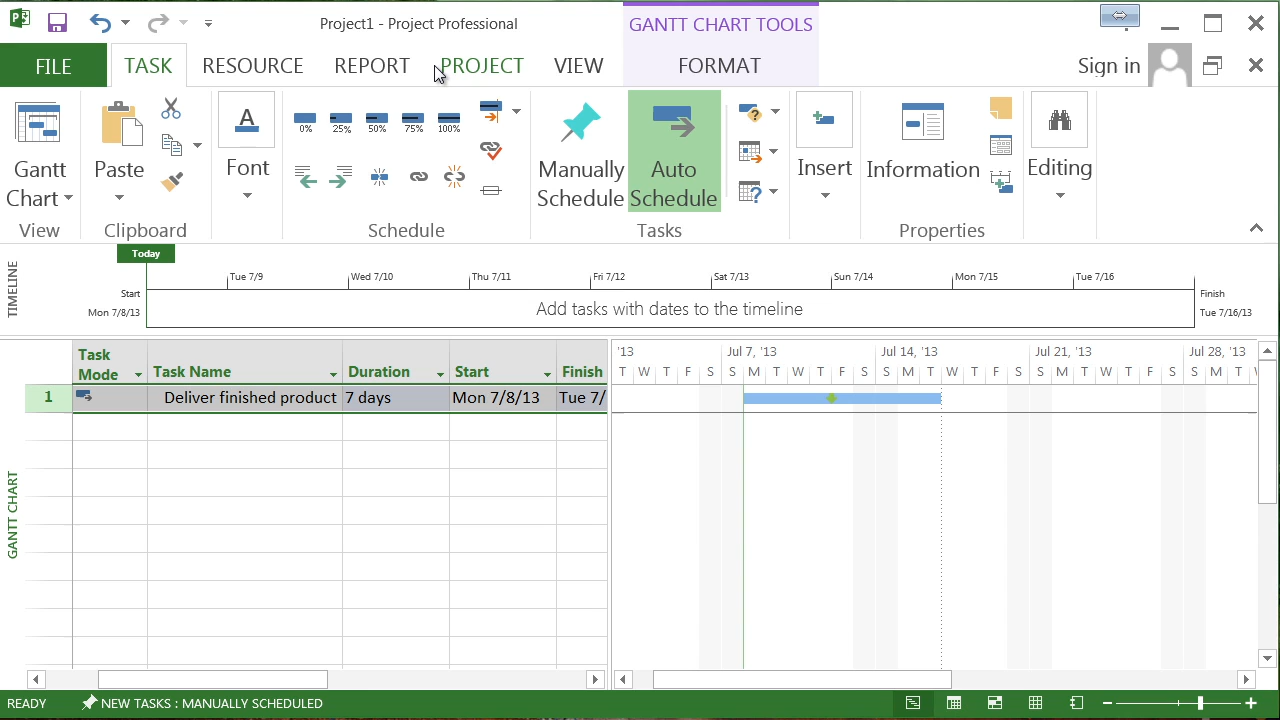 Project1 - Project Professional
GANTT CHART TOOLS
FILE TASK RESOURCE REPORT PROJECT VIEW FORMAT Sign in
0% 25% 50% 75% 100%
Gantt Chart
Paste
Font
Manually Schedule
Auto Schedule
Insert
Information
Editing
View Clipboard Schedule Tasks Properties
TIMELINE
Today
Tue 7/9 Wed 7/10 Thu 7/11 Fri 7/12 Sat 7/13 Sun 7/14 Mon 7/15 Tue 7/16
Start
Mon 7/8/13
Add tasks with dates to the timeline
Finish
Tue 7/16/13
GANTT CHART
Task Mode Task Name Duration Start Finish
'13 Jul 7, '13 Jul 14, '13 Jul 21, '13 Jul 28, '13
T W T F S S M T W T F S S M T W T F S S M T W T F S S M T
1 Deliver finished product 7 days Mon 7/8/13 Tue 7/
READY NEW TASKS : MANUALLY SCHEDULED